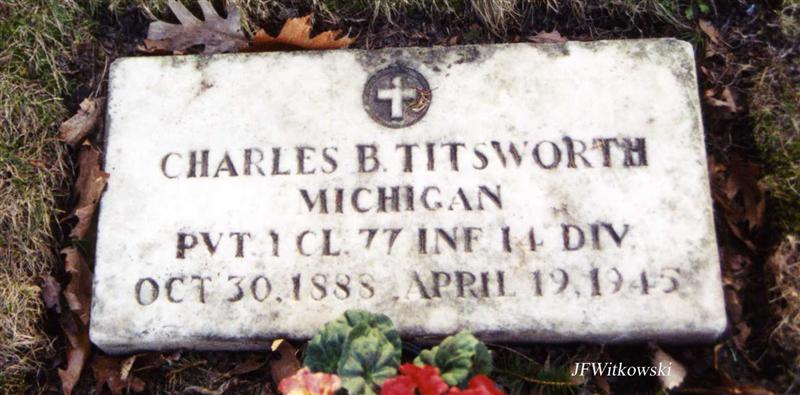 CHARLES B. TITSWORTH
MICHIGAN
PVT. 1 CL. 77 INF. 14 DIV.
OCT 30, 1888 APRIL 19, 1945
JFWitkowski